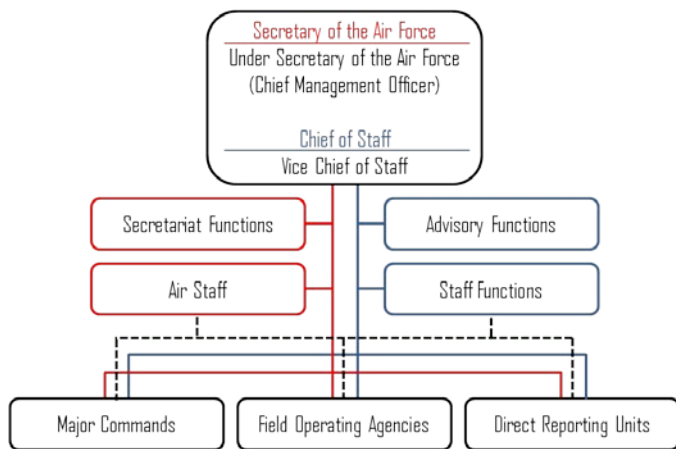 Secretary of the Air Force
Under Secretary of the Air Force
(Chief Management Officer)
Chief of Staff
Vice Chief of Staff
Secretariat Functions
Advisory Functions
Air Staff
Staff Functions
Major Commands
Field Operating Agencies
Direct Reporting Units